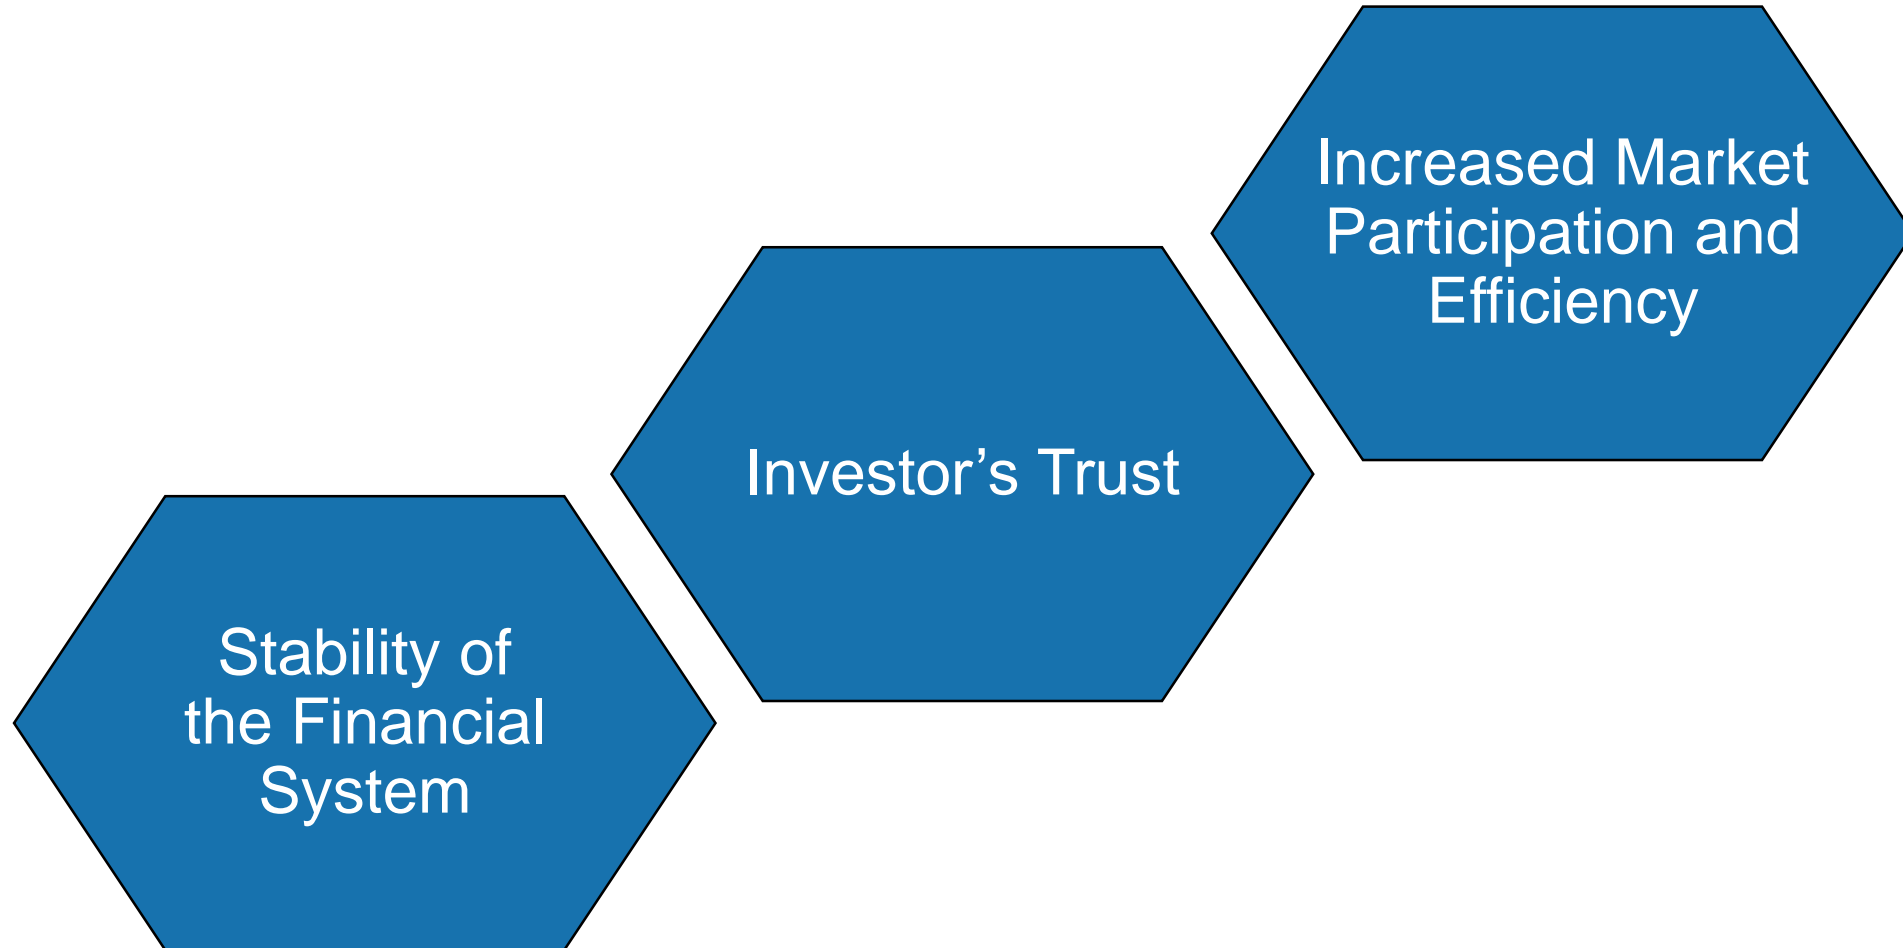 Increased Market
Participation and
Efficiency
Investor’s Trust
Stability of
the Financial
System